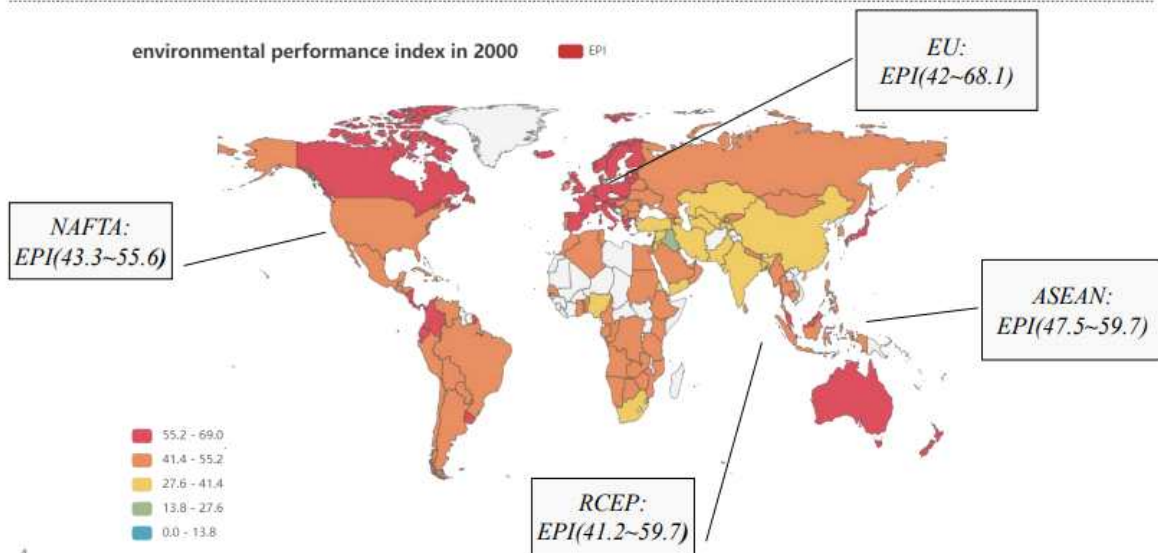 environmental performance index in 2000
EPI
EU:
EPI(42~68.1)
NAFTA:
EPI(43.3~55.6)
ASEAN:
EPI(47.5~59.7)
RCEP:
EPI(41.2~59.7)
55.2 - 69.0
41.4 - 55.2
27.6 - 41.4
13.8 - 27.6
0.0 - 13.8